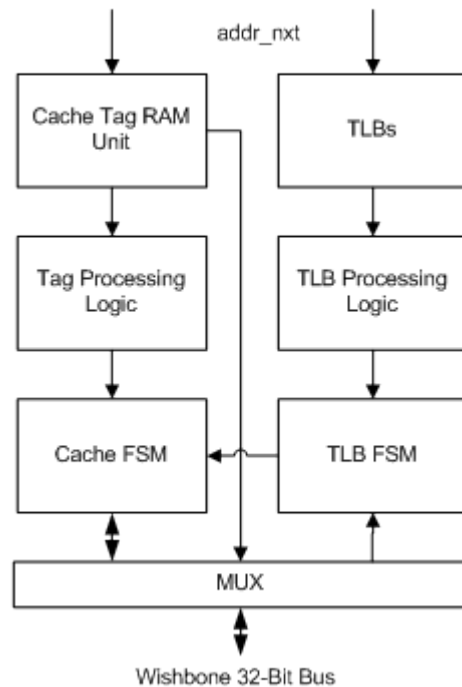 addr_nxt
Cache Tag RAM
Unit
TLBs
Tag Processing
Logic
TLB Processing
Logic
Cache FSM
TLB FSM
MUX
Wishbone 32-Bit Bus